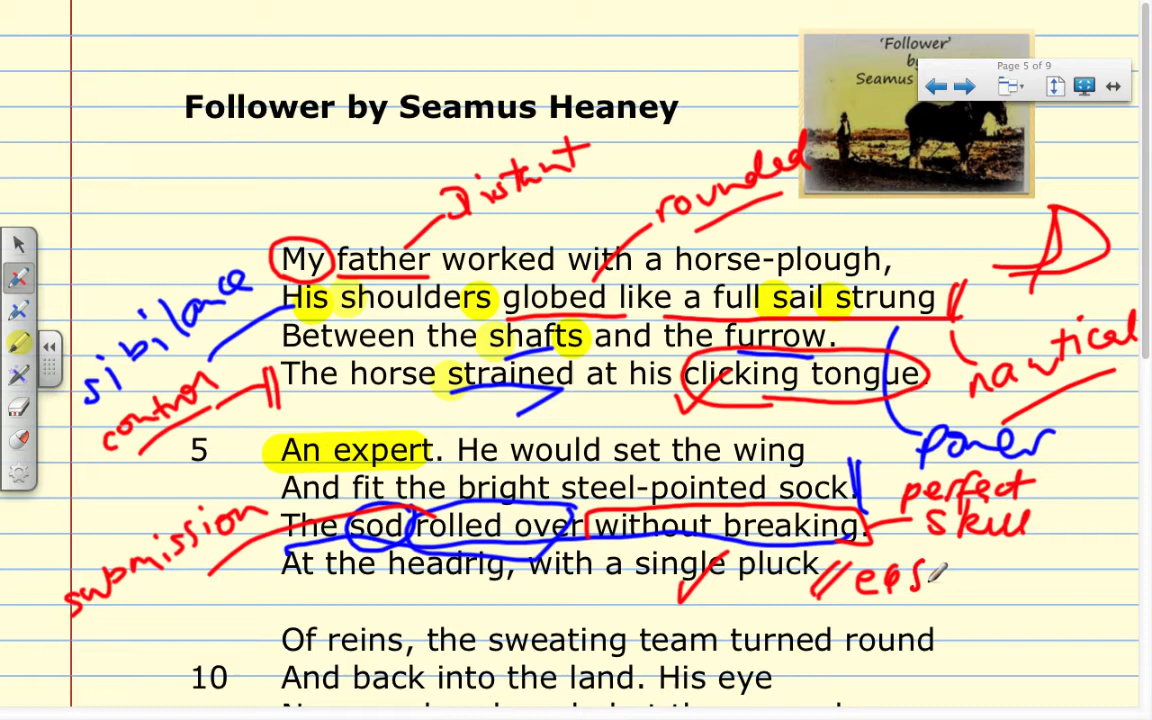 'Follower'
by
Seamus
Page 5 of 9
Follower by Seamus Heaney
Distant
rounded
My father worked with a horse-plough,
His shoulders globed like a full sail strung
Between the shafts and the furrow.
The horse strained at his clicking tongue.
sibilance
control
nautical
power
5 An expert. He would set the wing
And fit the bright steel-pointed sock.
The sod rolled over without breaking.
At the headrig, with a single pluck
perfect
skill
submission
eas
Of reins, the sweating team turned round
10 And back into the land. His eye